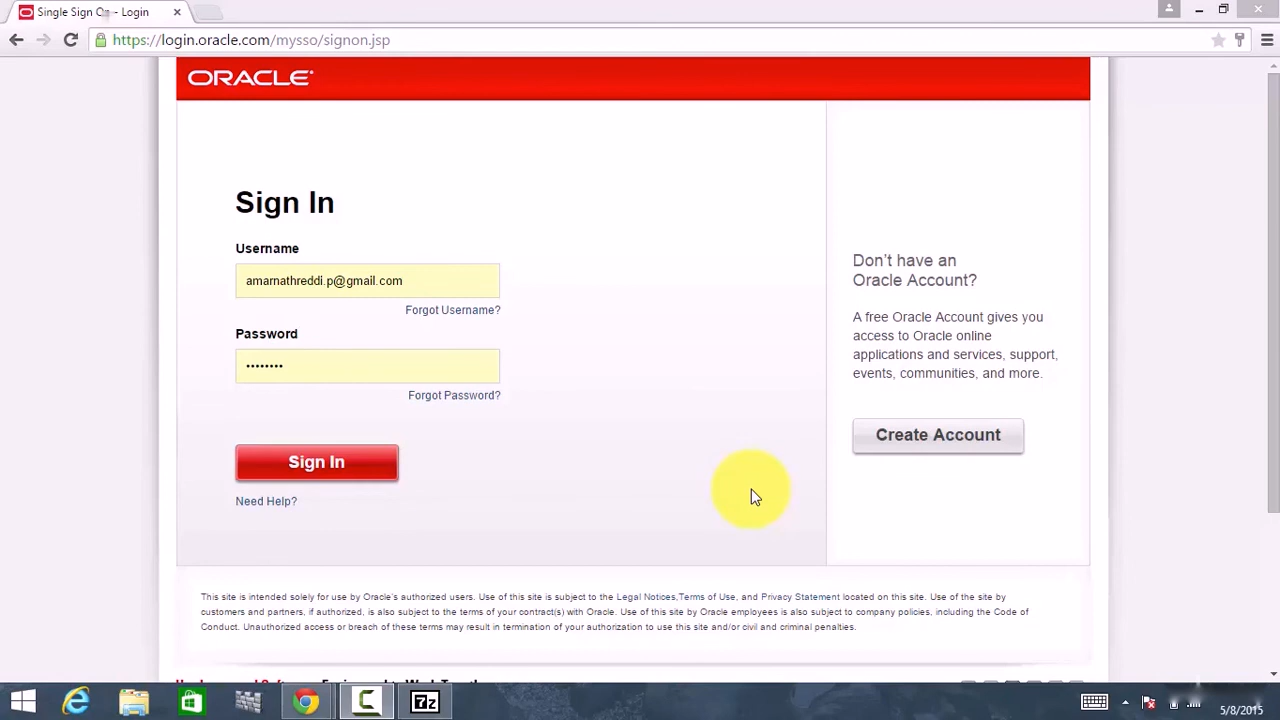 Single Sign On - Login
https://login.oracle.com/mysso/signon.jsp
ORACLE
Sign In
Username
amarnathreddi.p@gmail.com
Forgot Username?
Password
••••••••
Forgot Password?
Sign In
Need Help?
Don't have an
Oracle Account?
A free Oracle Account gives you
access to Oracle online
applications and services, support,
events, communities, and more.
Create Account
This site is intended solely for use by Oracle's authorized users. Use of this site is subject to the Legal Notices,Terms of Use, and Privacy Statement located on this site. Use of the site by
customers and partners, if authorized, is also subject to the terms of your contract(s) with Oracle. Use of this site by Oracle employees is also subject to company policies, including the Code of
Conduct. Unauthorized access or breach of these terms may result in termination of your authorization to use this site and/or civil and criminal penalties.
7z
5/8/2015